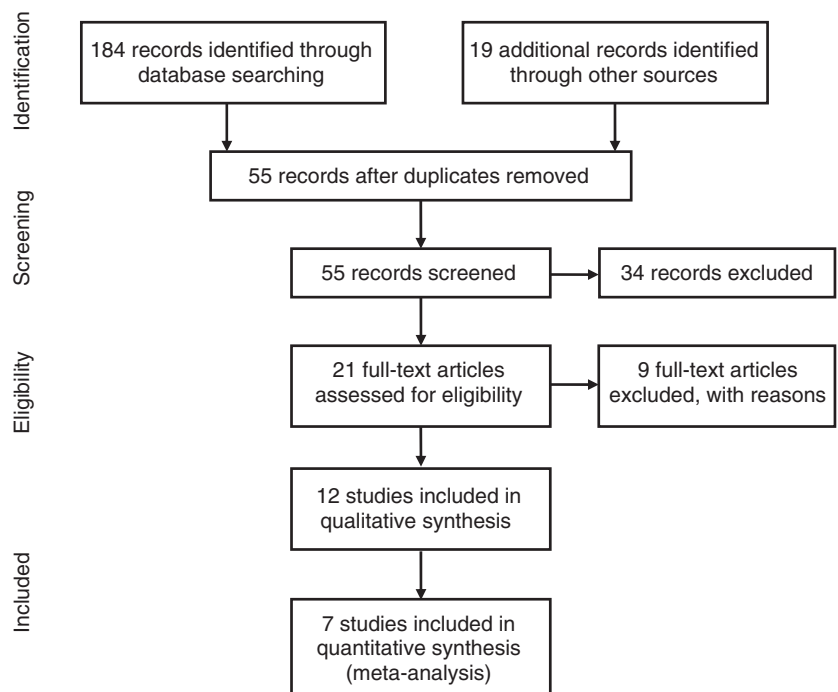 Identification
184 records identified through
database searching
19 additional records identified
through other sources
55 records after duplicates removed
Screening
55 records screened
34 records excluded
Eligibility
21 full-text articles
assessed for eligibility
9 full-text articles
excluded, with reasons
Included
12 studies included in
qualitative synthesis
7 studies included in
quantitative synthesis
(meta-analysis)